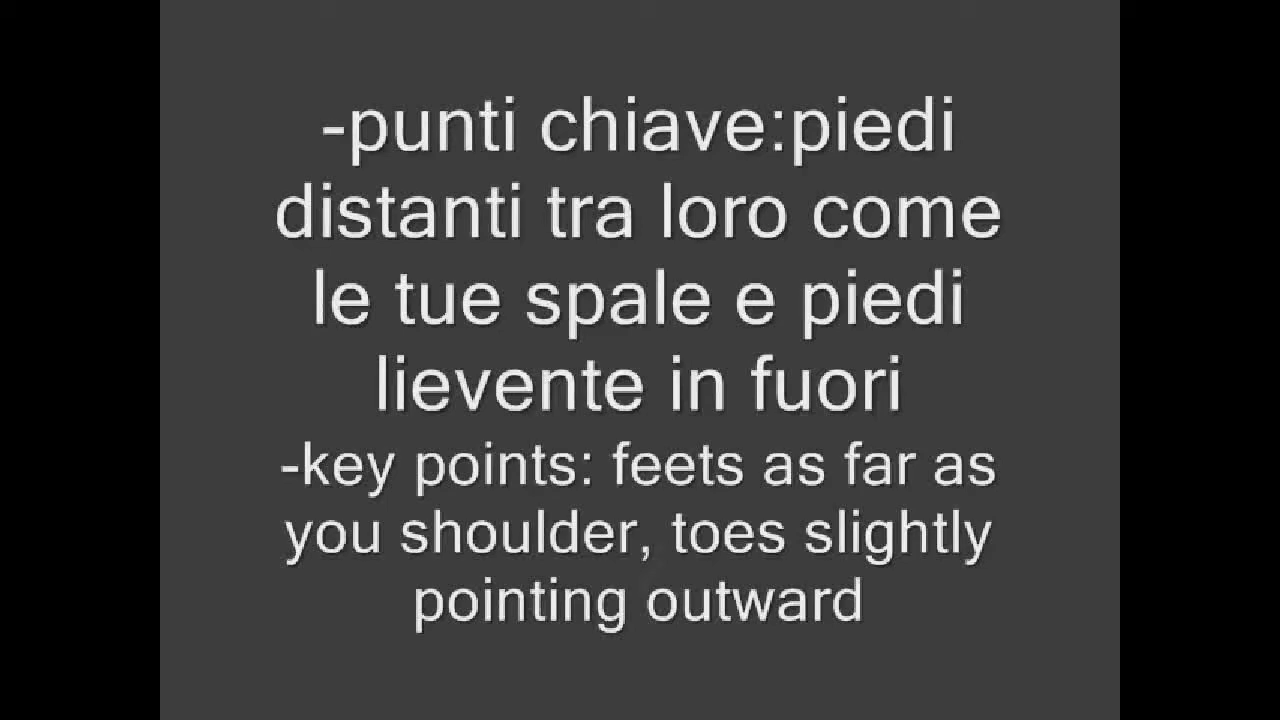 -punti chiave:piedi
distanti tra loro come
le tue spale e piedi
lievente in fuori
-key points: feets as far as
you shoulder, toes slightly
pointing outward